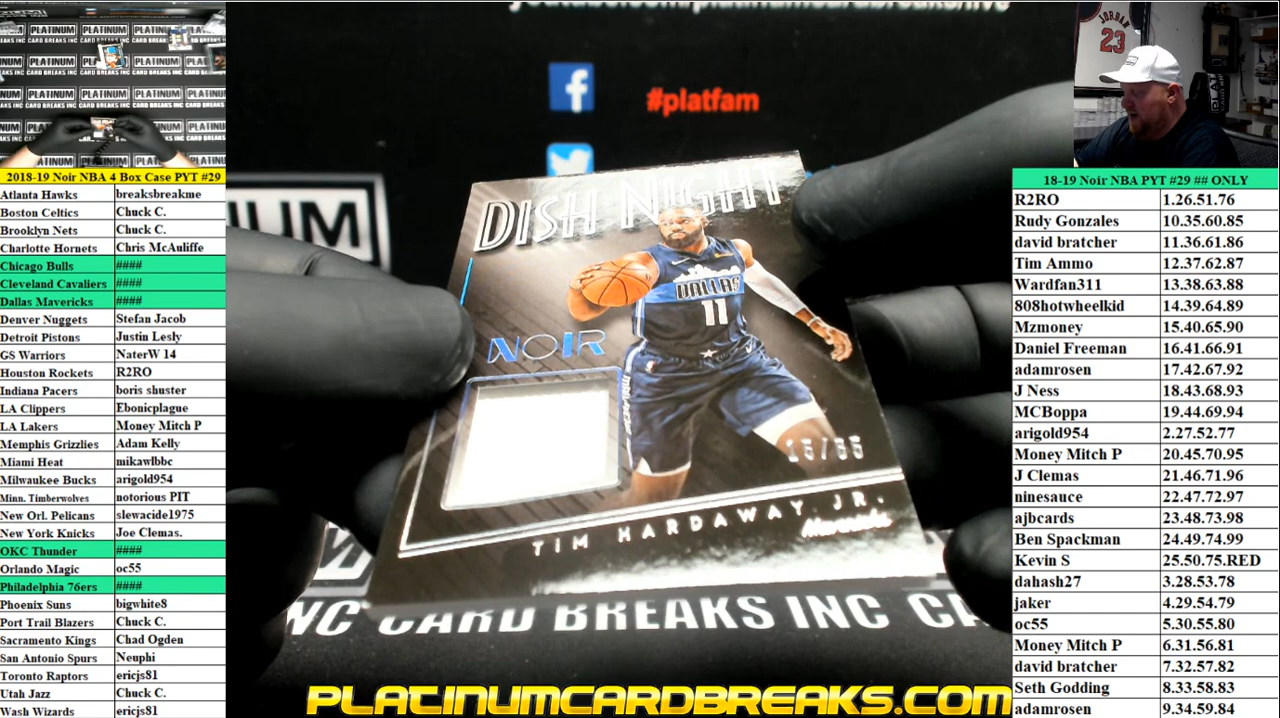 PLATINUM
CARD BREAKS INC
JORDAN
23
#platfam
2018-19 Noir NBA 4 Box Case PYT #29
Atlanta Hawks breaksbreakme
Boston Celtics Chuck C.
Brooklyn Nets Chuck C.
Charlotte Hornets Chris McAuliffe
Chicago Bulls ####
Cleveland Cavaliers ####
Dallas Mavericks ####
Denver Nuggets Stefan Jacob
Detroit Pistons Justin Lesly
GS Warriors NaterW 14
Houston Rockets R2RO
Indiana Pacers boris shuster
LA Clippers Ebonicplague
LA Lakers Money Mitch P
Memphis Grizzlies Adam Kelly
Miami Heat mikawlbbc
Milwaukee Bucks arigold954
Minn. Timberwolves notorious PIT
New Orl. Pelicans slewacide1975
New York Knicks Joe Clemas.
OKC Thunder ####
Orlando Magic oc55
Philadelphia 76ers ####
Phoenix Suns bigwhite8
Port Trail Blazers Chuck C.
Sacramento Kings Chad Ogden
San Antonio Spurs Neuphi
Toronto Raptors ericjs81
Utah Jazz Chuck C.
Wash Wizards ericjs81
DISH NIGHT
DALLAS
11
NOIR
TIM HARDAWAY JR.
Mavericks
NC CARD BREAKS INC CA
PLATINUMCARDBREAKS.COM
18-19 Noir NBA PYT #29 ## ONLY
R2RO 1.26.51.76
Rudy Gonzales 10.35.60.85
david bratcher 11.36.61.86
Tim Ammo 12.37.62.87
Wardfan311 13.38.63.88
808hotwheelkid 14.39.64.89
Mzmoney 15.40.65.90
Daniel Freeman 16.41.66.91
adamrosen 17.42.67.92
J Ness 18.43.68.93
MCBoppa 19.44.69.94
arigold954 2.27.52.77
Money Mitch P 20.45.70.95
J Clemas 21.46.71.96
ninesauce 22.47.72.97
ajbcards 23.48.73.98
Ben Spackman 24.49.74.99
Kevin S 25.50.75.RED
dahash27 3.28.53.78
jaker 4.29.54.79
oc55 5.30.55.80
Money Mitch P 6.31.56.81
david bratcher 7.32.57.82
Seth Godding 8.33.58.83
adamrosen 9.34.59.84